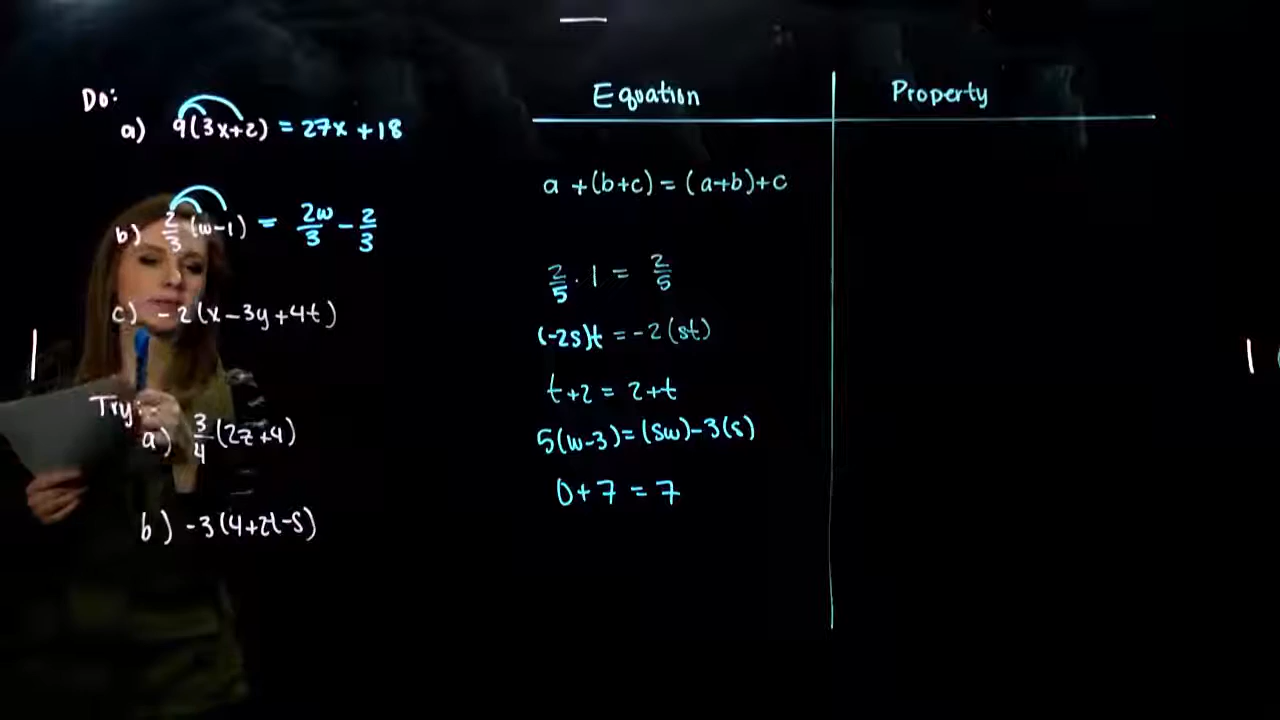 Do:
a) 9(3x+2) = 27x + 18
b) 2/3 (w-1) = 2w/3 - 2/3
c) -2(x-3y+4t)
Try:
a) 3/4 (2z+4)
b) -3(4+2t-s)
Equation
Property
a+(b+c) = (a+b)+c
2/5 · 1 = 2/5
(-2s)t = -2(st)
t+2 = 2+t
5(w-3) = (5w)-3(5)
0+7 = 7